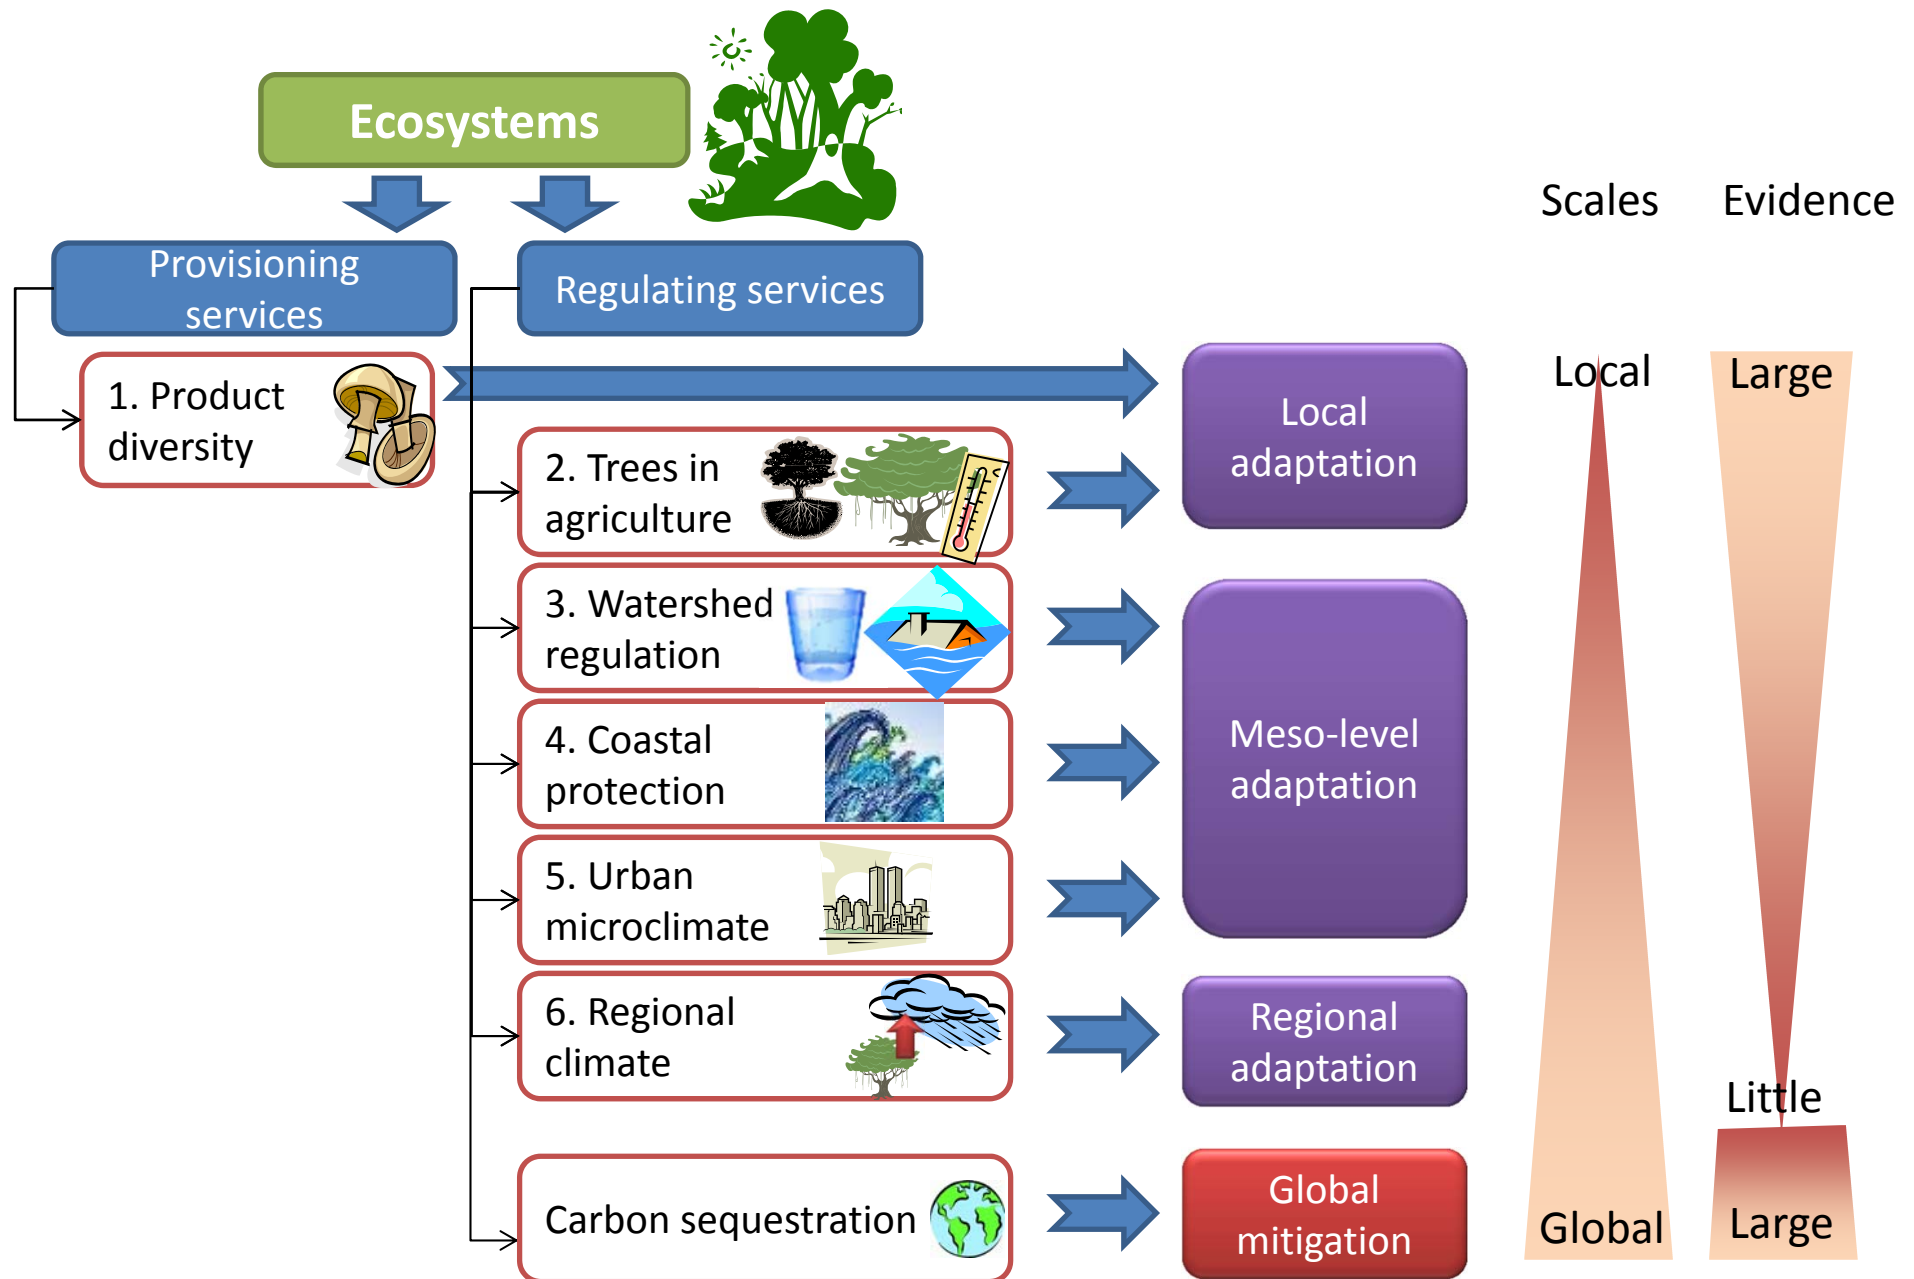 Ecosystems
Scales
Evidence
Provisioning
services
Regulating services
1. Product
diversity
Local
adaptation
Local
Large
2. Trees in
agriculture
3. Watershed
regulation
4. Coastal
protection
Meso-level
adaptation
5. Urban
microclimate
6. Regional
climate
Regional
adaptation
Little
Carbon sequestration
Global
mitigation
Global
Large